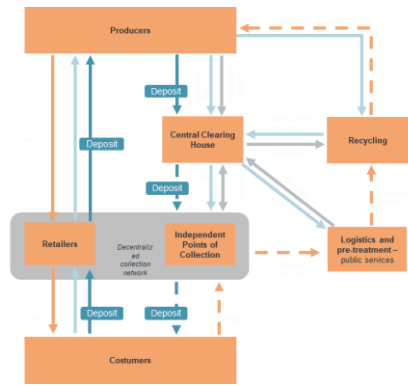 Producers
Deposit
Deposit
Central Clearing
House
Recycling
Deposit
Retailers
Decentraliz
ed
collection
network
Independent
Points of
Collection
Logistics and
pre-treatment –
public services
Deposit
Deposit
Costumers